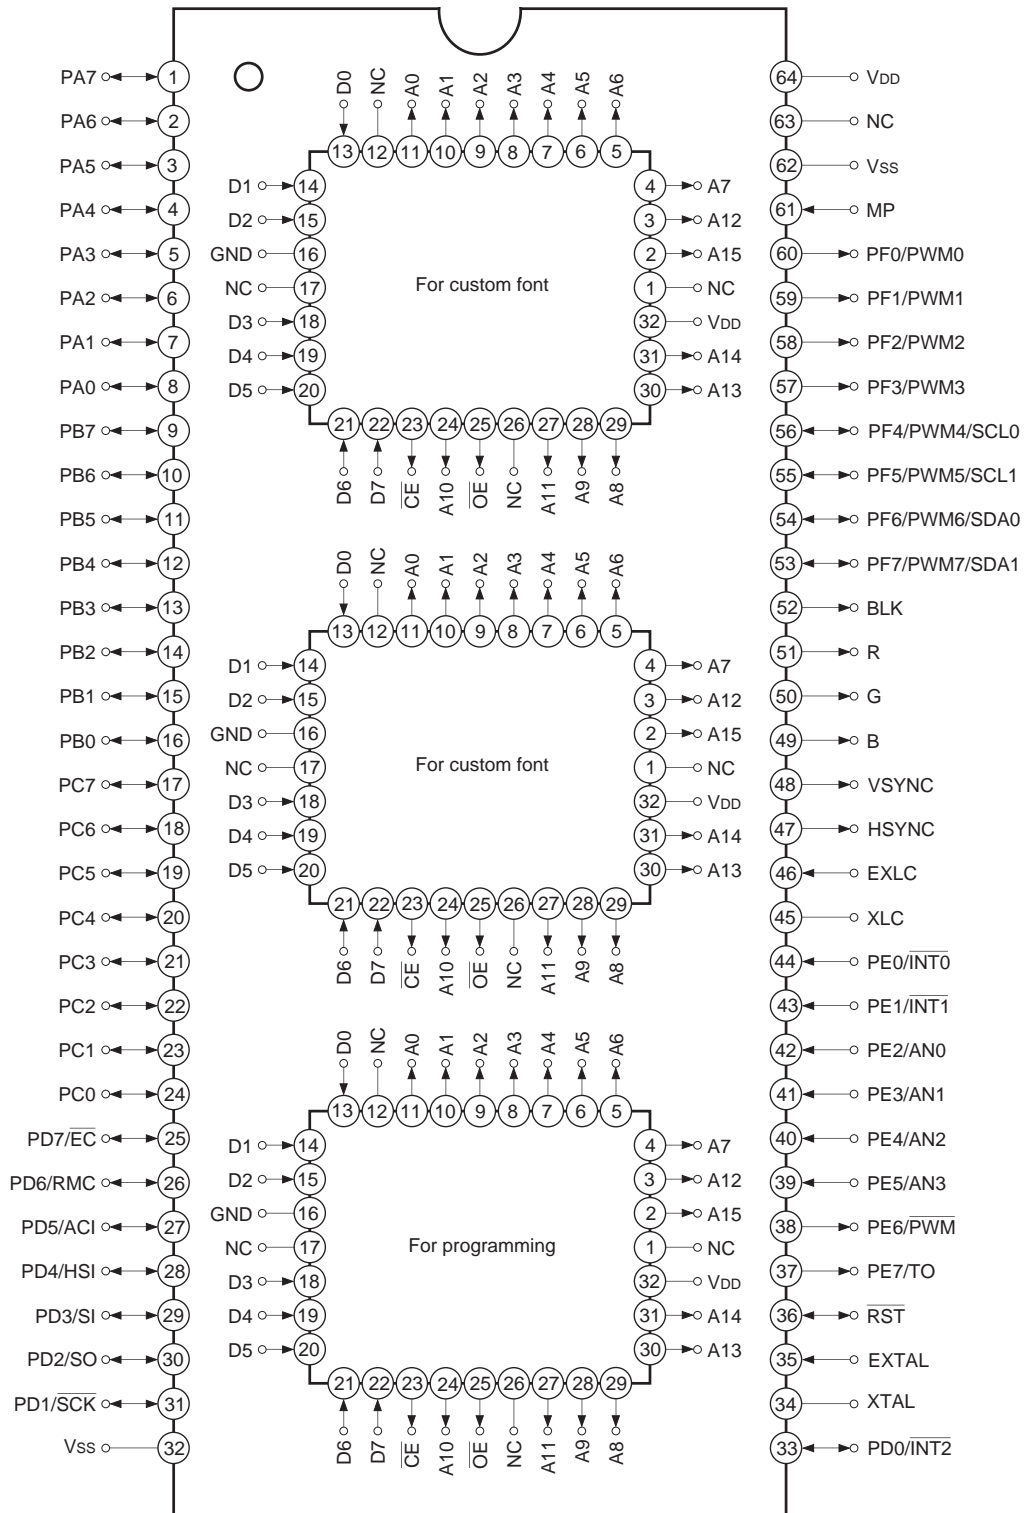 PA7 1
PA6 2
PA5 3
PA4 4
PA3 5
PA2 6
PA1 7
PA0 8
PB7 9
PB6 10
PB5 11
PB4 12
PB3 13
PB2 14
PB1 15
PB0 16
PC7 17
PC6 18
PC5 19
PC4 20
PC3 21
PC2 22
PC1 23
PC0 24
PD7/EC 25
PD6/RMC 26
PD5/ACI 27
PD4/HSI 28
PD3/SI 29
PD2/SO 30
PD1/SCK 31
Vss 32
D0 NC A0 A1 A2 A3 A4 A5 A6
13 12 11 10 9 8 7 6 5
D1 14 4 A7
D2 15 3 A12
GND 16 2 A15
NC 17 For custom font 1 NC
D3 18 32 VDD
D4 19 31 A14
D5 20 30 A13
21 22 23 24 25 26 27 28 29
D6 D7 CE A10 OE NC A11 A9 A8
D0 NC A0 A1 A2 A3 A4 A5 A6
13 12 11 10 9 8 7 6 5
D1 14 4 A7
D2 15 3 A12
GND 16 2 A15
NC 17 For custom font 1 NC
D3 18 32 VDD
D4 19 31 A14
D5 20 30 A13
21 22 23 24 25 26 27 28 29
D6 D7 CE A10 OE NC A11 A9 A8
D0 NC A0 A1 A2 A3 A4 A5 A6
13 12 11 10 9 8 7 6 5
D1 14 4 A7
D2 15 3 A12
GND 16 2 A15
NC 17 For programming 1 NC
D3 18 32 VDD
D4 19 31 A14
D5 20 30 A13
21 22 23 24 25 26 27 28 29
D6 D7 CE A10 OE NC A11 A9 A8
64 VDD
63 NC
62 Vss
61 MP
60 PF0/PWM0
59 PF1/PWM1
58 PF2/PWM2
57 PF3/PWM3
56 PF4/PWM4/SCL0
55 PF5/PWM5/SCL1
54 PF6/PWM6/SDA0
53 PF7/PWM7/SDA1
52 BLK
51 R
50 G
49 B
48 VSYNC
47 HSYNC
46 EXLC
45 XLC
44 PE0/INT0
43 PE1/INT1
42 PE2/AN0
41 PE3/AN1
40 PE4/AN2
39 PE5/AN3
38 PE6/PWM
37 PE7/TO
36 RST
35 EXTAL
34 XTAL
33 PD0/INT2